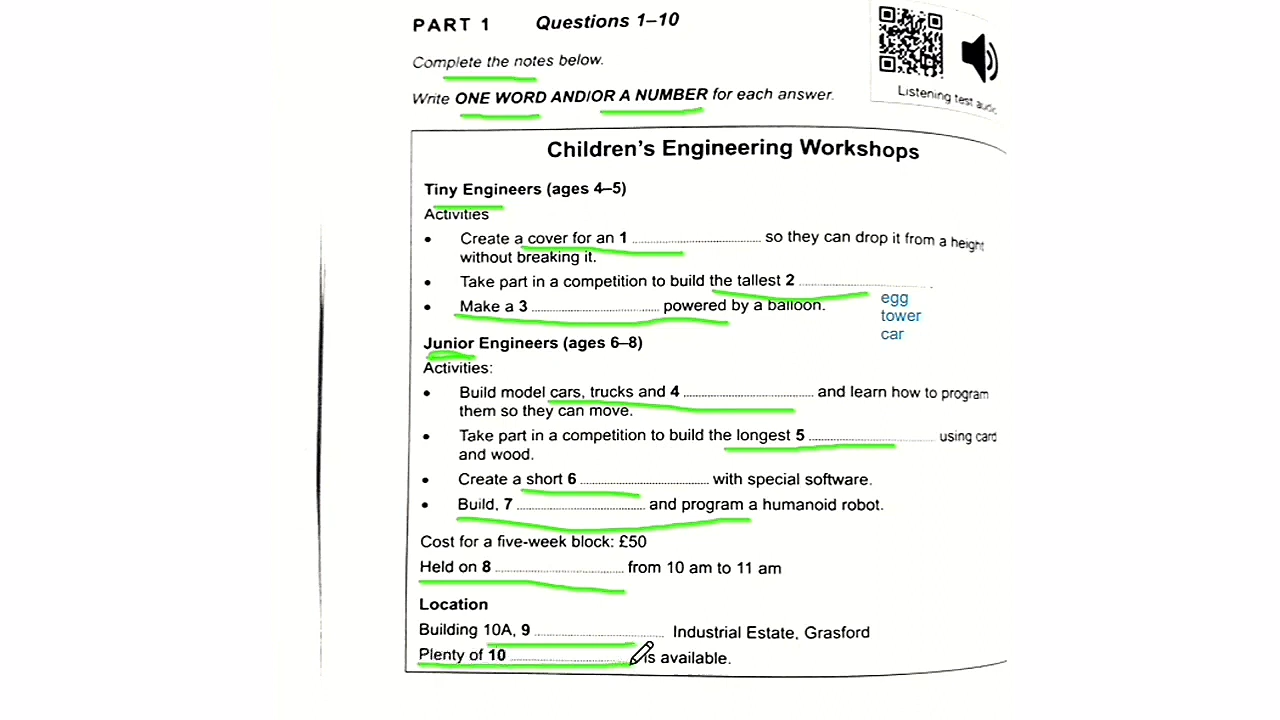 PART 1 Questions 1–10
Complete the notes below.
Write ONE WORD AND/OR A NUMBER for each answer.
Listening test audio
Children's Engineering Workshops
Tiny Engineers (ages 4–5)
Activities
• Create a cover for an 1 ........................ so they can drop it from a height
without breaking it.
• Take part in a competition to build the tallest 2 ........................
• Make a 3 ........................ powered by a balloon.
egg
tower
car
Junior Engineers (ages 6–8)
Activities:
• Build model cars, trucks and 4 ........................ and learn how to program
them so they can move.
• Take part in a competition to build the longest 5 ........................ using card
and wood.
• Create a short 6 ........................ with special software.
• Build, 7 ........................ and program a humanoid robot.
Cost for a five-week block: £50
Held on 8 ........................ from 10 am to 11 am
Location
Building 10A, 9 ........................ Industrial Estate, Grasford
Plenty of 10 ........................ is available.